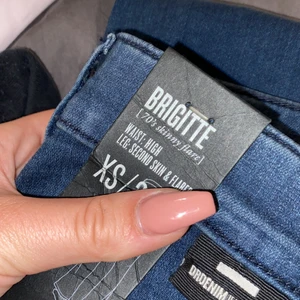 BRIGITTE
[70's skinny flare]
WAIST: HIGH
LEG: SECOND SKIN & FLARED
XS/
DRDENIM